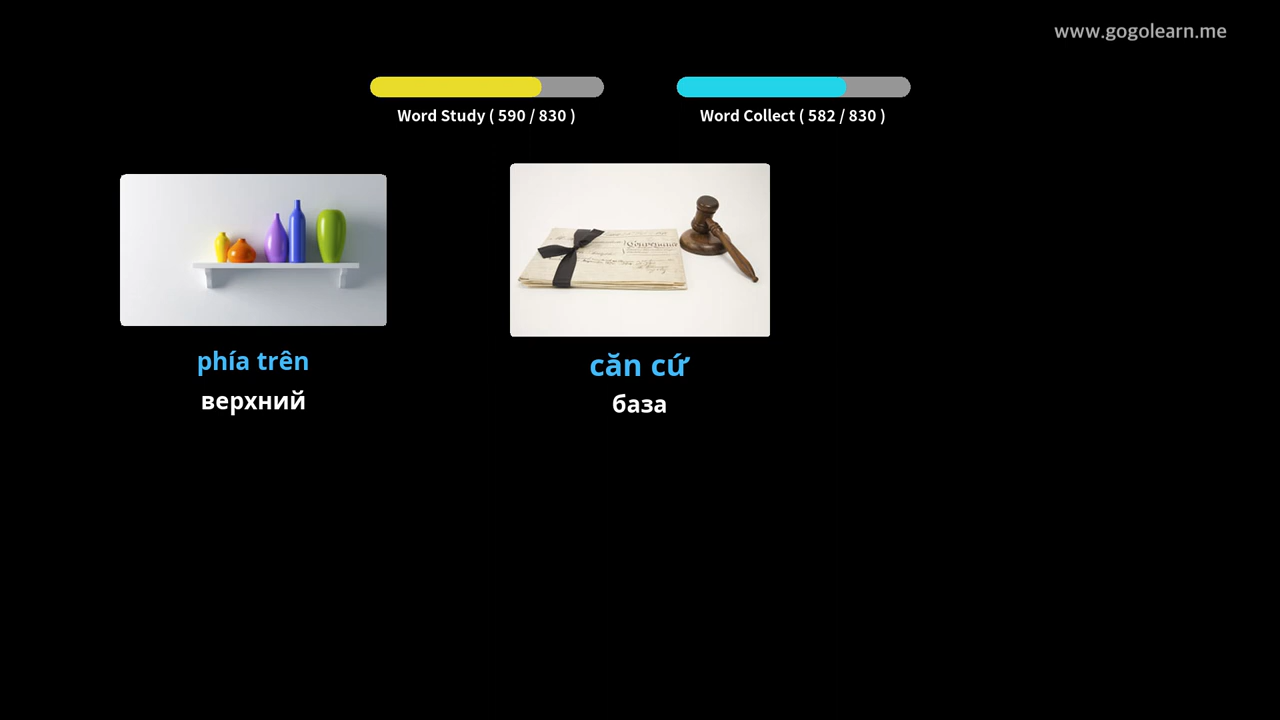 www.gogolearn.me
Word Study ( 590 / 830 )
Word Collect ( 582 / 830 )
phía trên
верхний
căn cứ
база